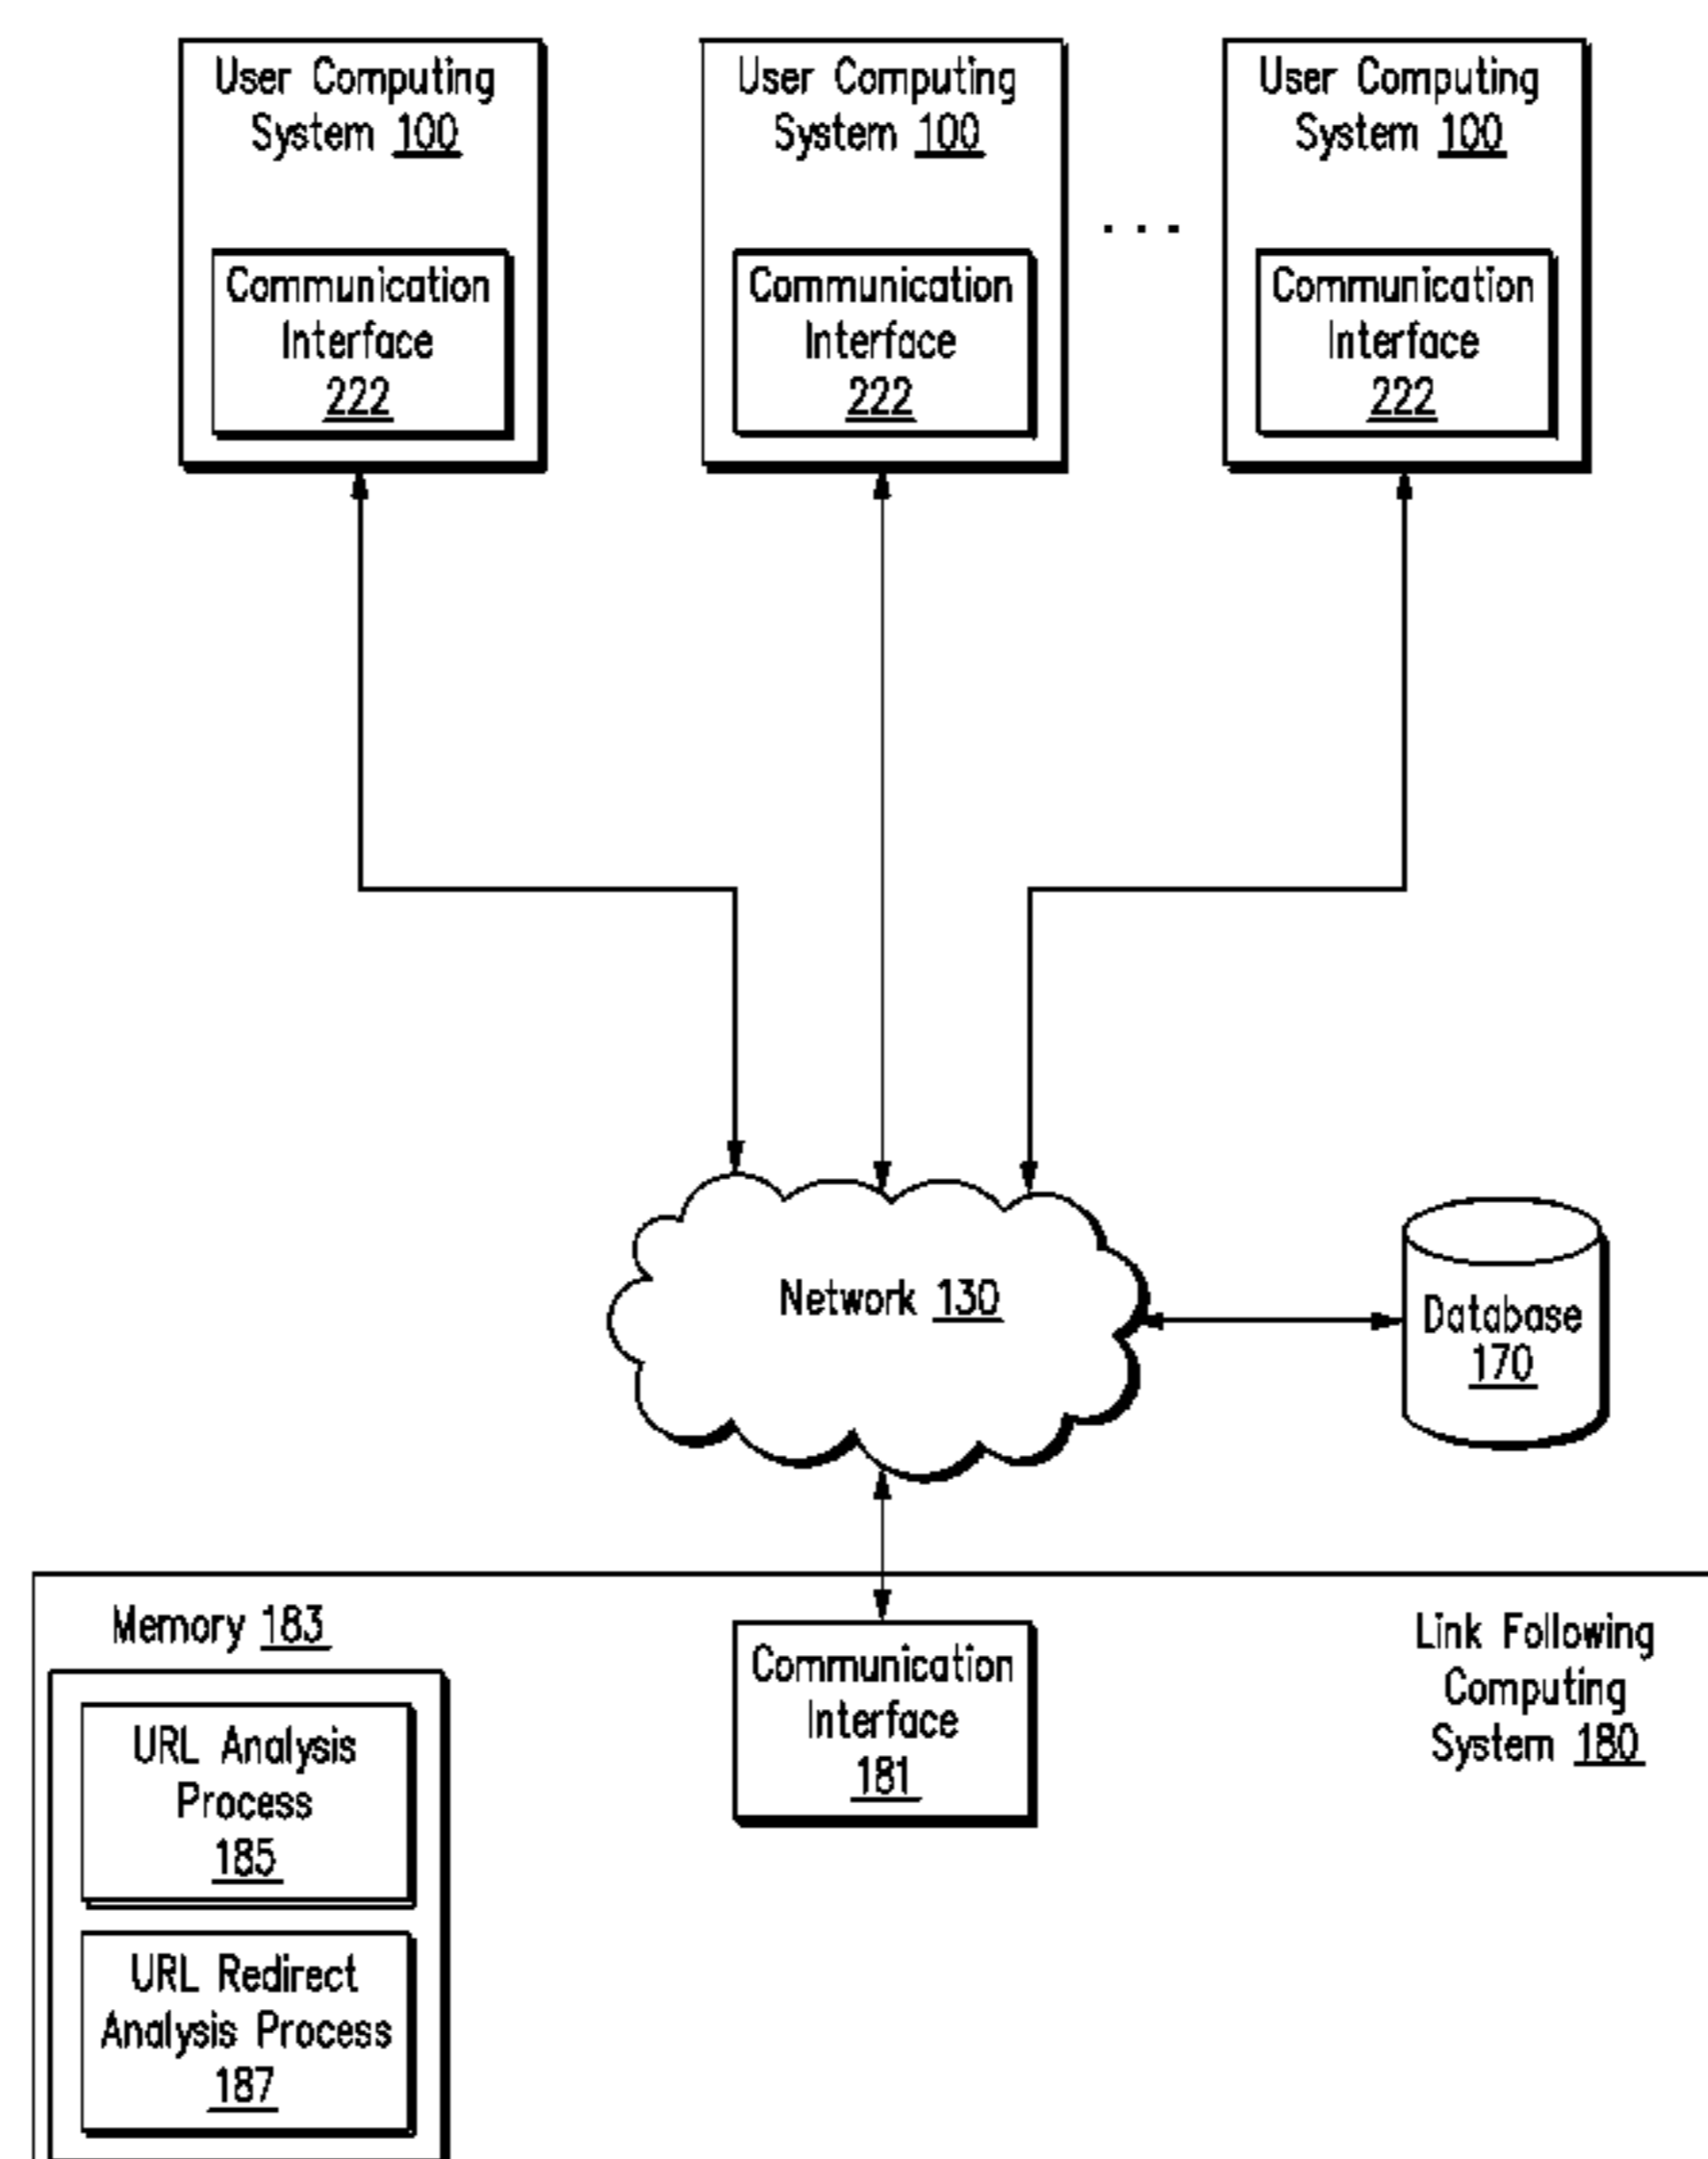 User Computing
System 100
Communication
Interface
222
User Computing
System 100
Communication
Interface
222
. . .
User Computing
System 100
Communication
Interface
222
Network 130
Database
170
Memory 183
URL Analysis
Process
185
URL Redirect
Analysis Process
187
Communication
Interface
181
Link Following
Computing
System 180